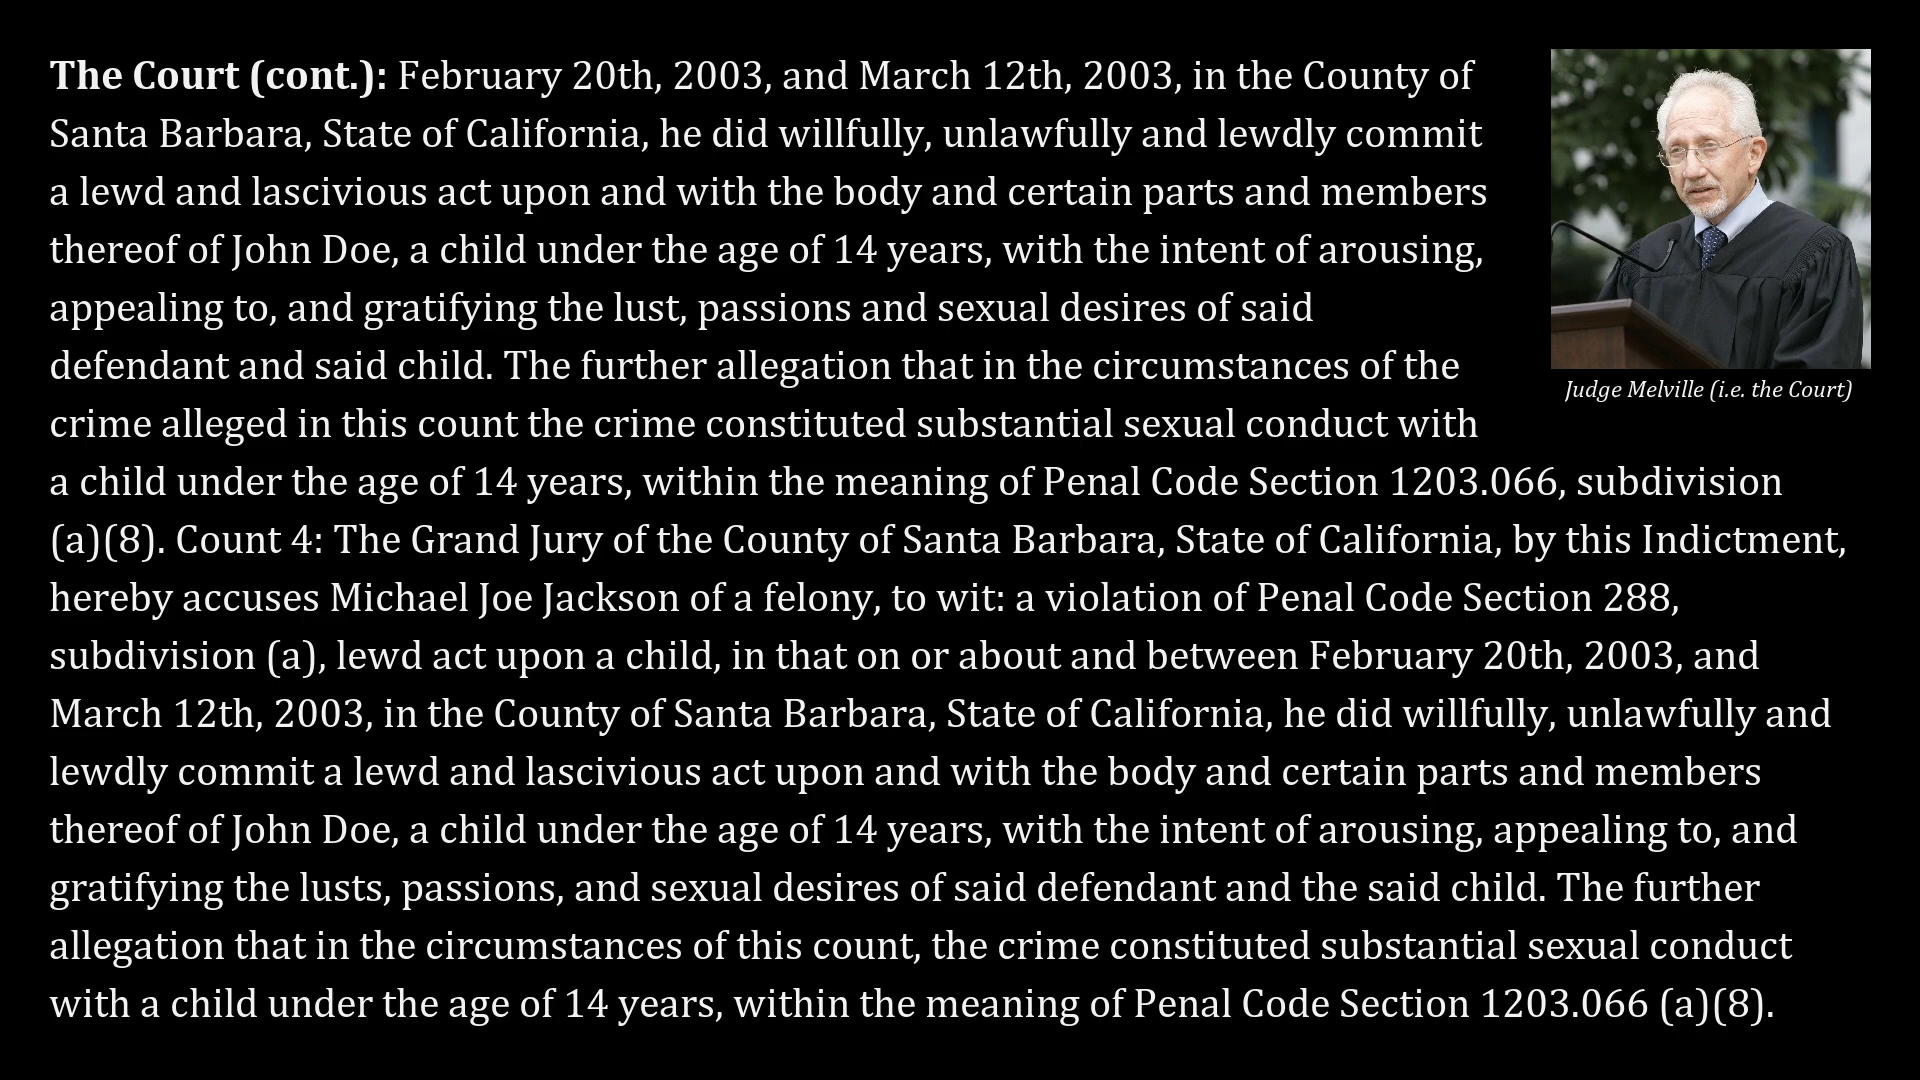 The Court (cont.): February 20th, 2003, and March 12th, 2003, in the County of
Santa Barbara, State of California, he did willfully, unlawfully and lewdly commit
a lewd and lascivious act upon and with the body and certain parts and members
thereof of John Doe, a child under the age of 14 years, with the intent of arousing,
appealing to, and gratifying the lust, passions and sexual desires of said
defendant and said child. The further allegation that in the circumstances of the
crime alleged in this count the crime constituted substantial sexual conduct with
a child under the age of 14 years, within the meaning of Penal Code Section 1203.066, subdivision
(a)(8). Count 4: The Grand Jury of the County of Santa Barbara, State of California, by this Indictment,
hereby accuses Michael Joe Jackson of a felony, to wit: a violation of Penal Code Section 288,
subdivision (a), lewd act upon a child, in that on or about and between February 20th, 2003, and
March 12th, 2003, in the County of Santa Barbara, State of California, he did willfully, unlawfully and
lewdly commit a lewd and lascivious act upon and with the body and certain parts and members
thereof of John Doe, a child under the age of 14 years, with the intent of arousing, appealing to, and
gratifying the lusts, passions, and sexual desires of said defendant and the said child. The further
allegation that in the circumstances of this count, the crime constituted substantial sexual conduct
with a child under the age of 14 years, within the meaning of Penal Code Section 1203.066 (a)(8).
Judge Melville (i.e. the Court)